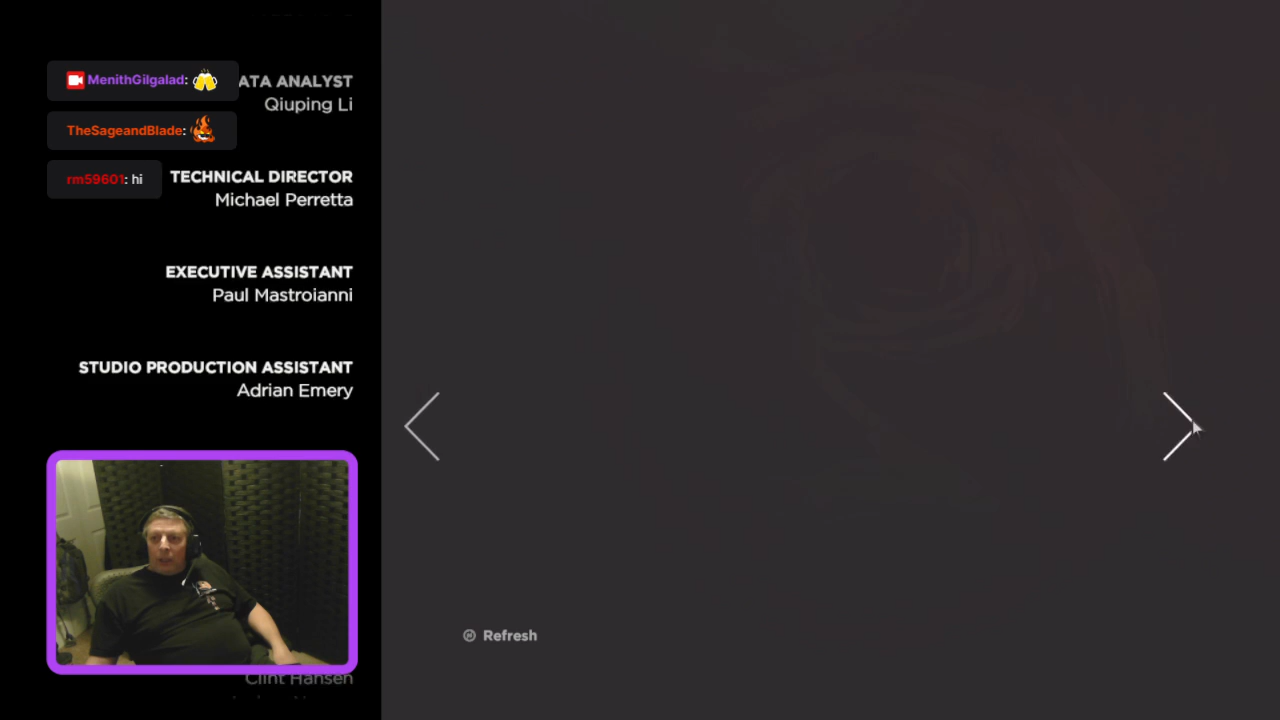 MenithGilgalad:
ATA ANALYST
Qiuping Li
TheSageandBlade:
rm59601: hi
TECHNICAL DIRECTOR
Michael Perretta
EXECUTIVE ASSISTANT
Paul Mastroianni
STUDIO PRODUCTION ASSISTANT
Adrian Emery
Clint Hansen
Refresh